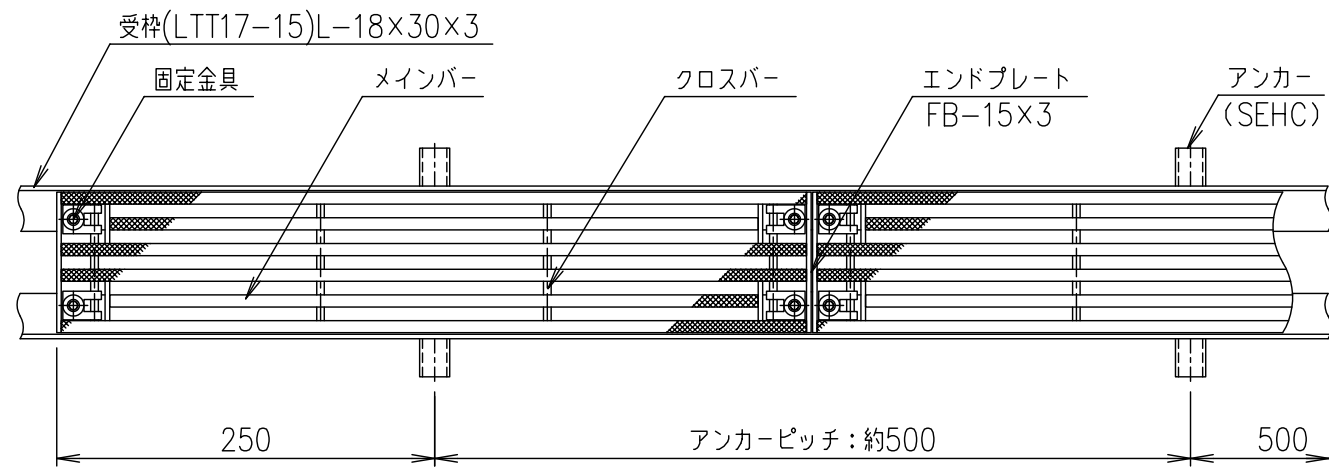 受枠(LTT17-15)L-18×30×3
固定金具
メインバー
クロスバー
エンドプレート
FB-15×3
アンカー
(SEHC)
250
アンカーピッチ：約500
500